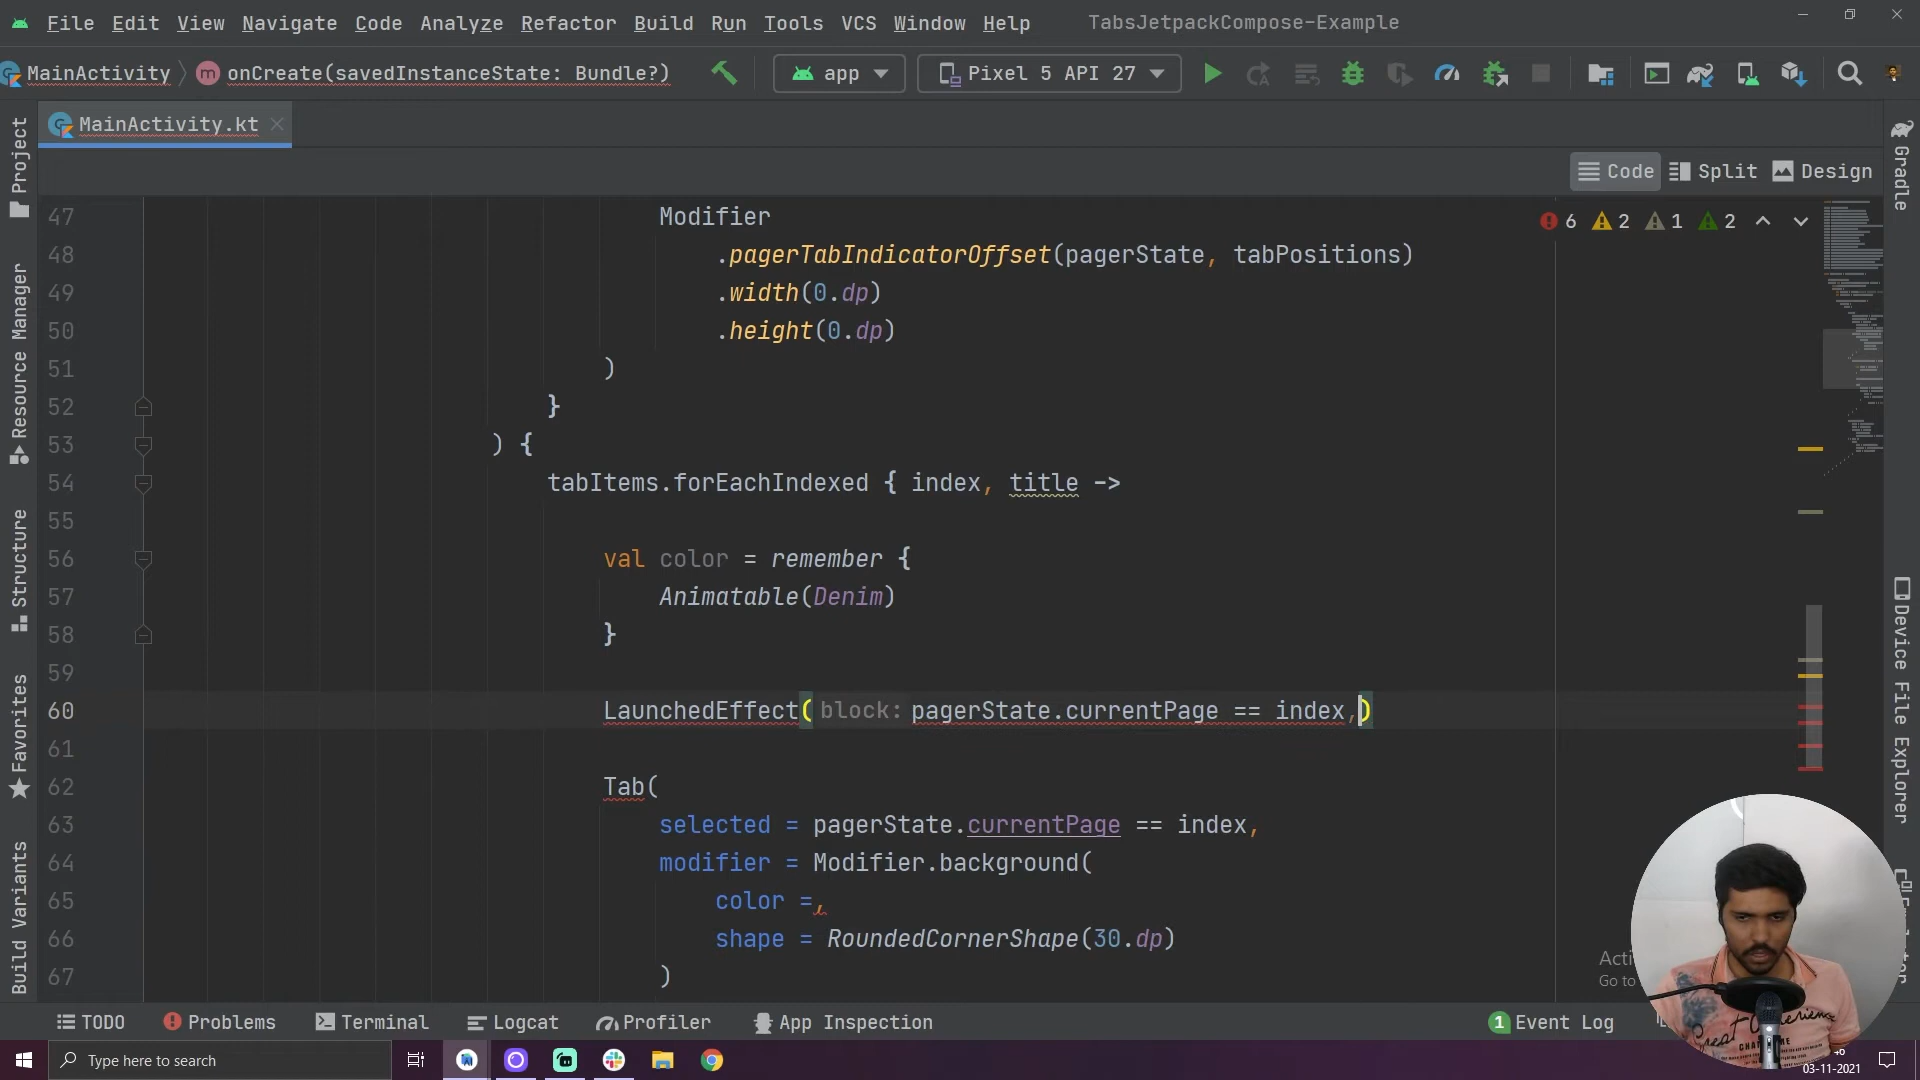 File Edit View Navigate Code Analyze Refactor Build Run Tools VCS Window Help TabsJetpackCompose-Example
MainActivity onCreate(savedInstanceState: Bundle?) app Pixel 5 API 27
MainActivity.kt
Code Split Design
6 2 1 2
Project
Resource Manager
Structure
Favorites
Build Variants
47 Modifier
48 .pagerTabIndicatorOffset(pagerState, tabPositions)
49 .width(0.dp)
50 .height(0.dp)
51 )
52 }
53 ) {
54 tabItems.forEachIndexed { index, title ->
55
56 val color = remember {
57 Animatable(Denim)
58 }
59
60 LaunchedEffect( block: pagerState.currentPage == index,)
61
62 Tab(
63 selected = pagerState.currentPage == index,
64 modifier = Modifier.background(
65 color =,
66 shape = RoundedCornerShape(30.dp)
67 )
Gradle
Device File Explorer
Go to
TODO Problems Terminal Logcat Profiler App Inspection 1 Event Log
Type here to search
03-11-2021